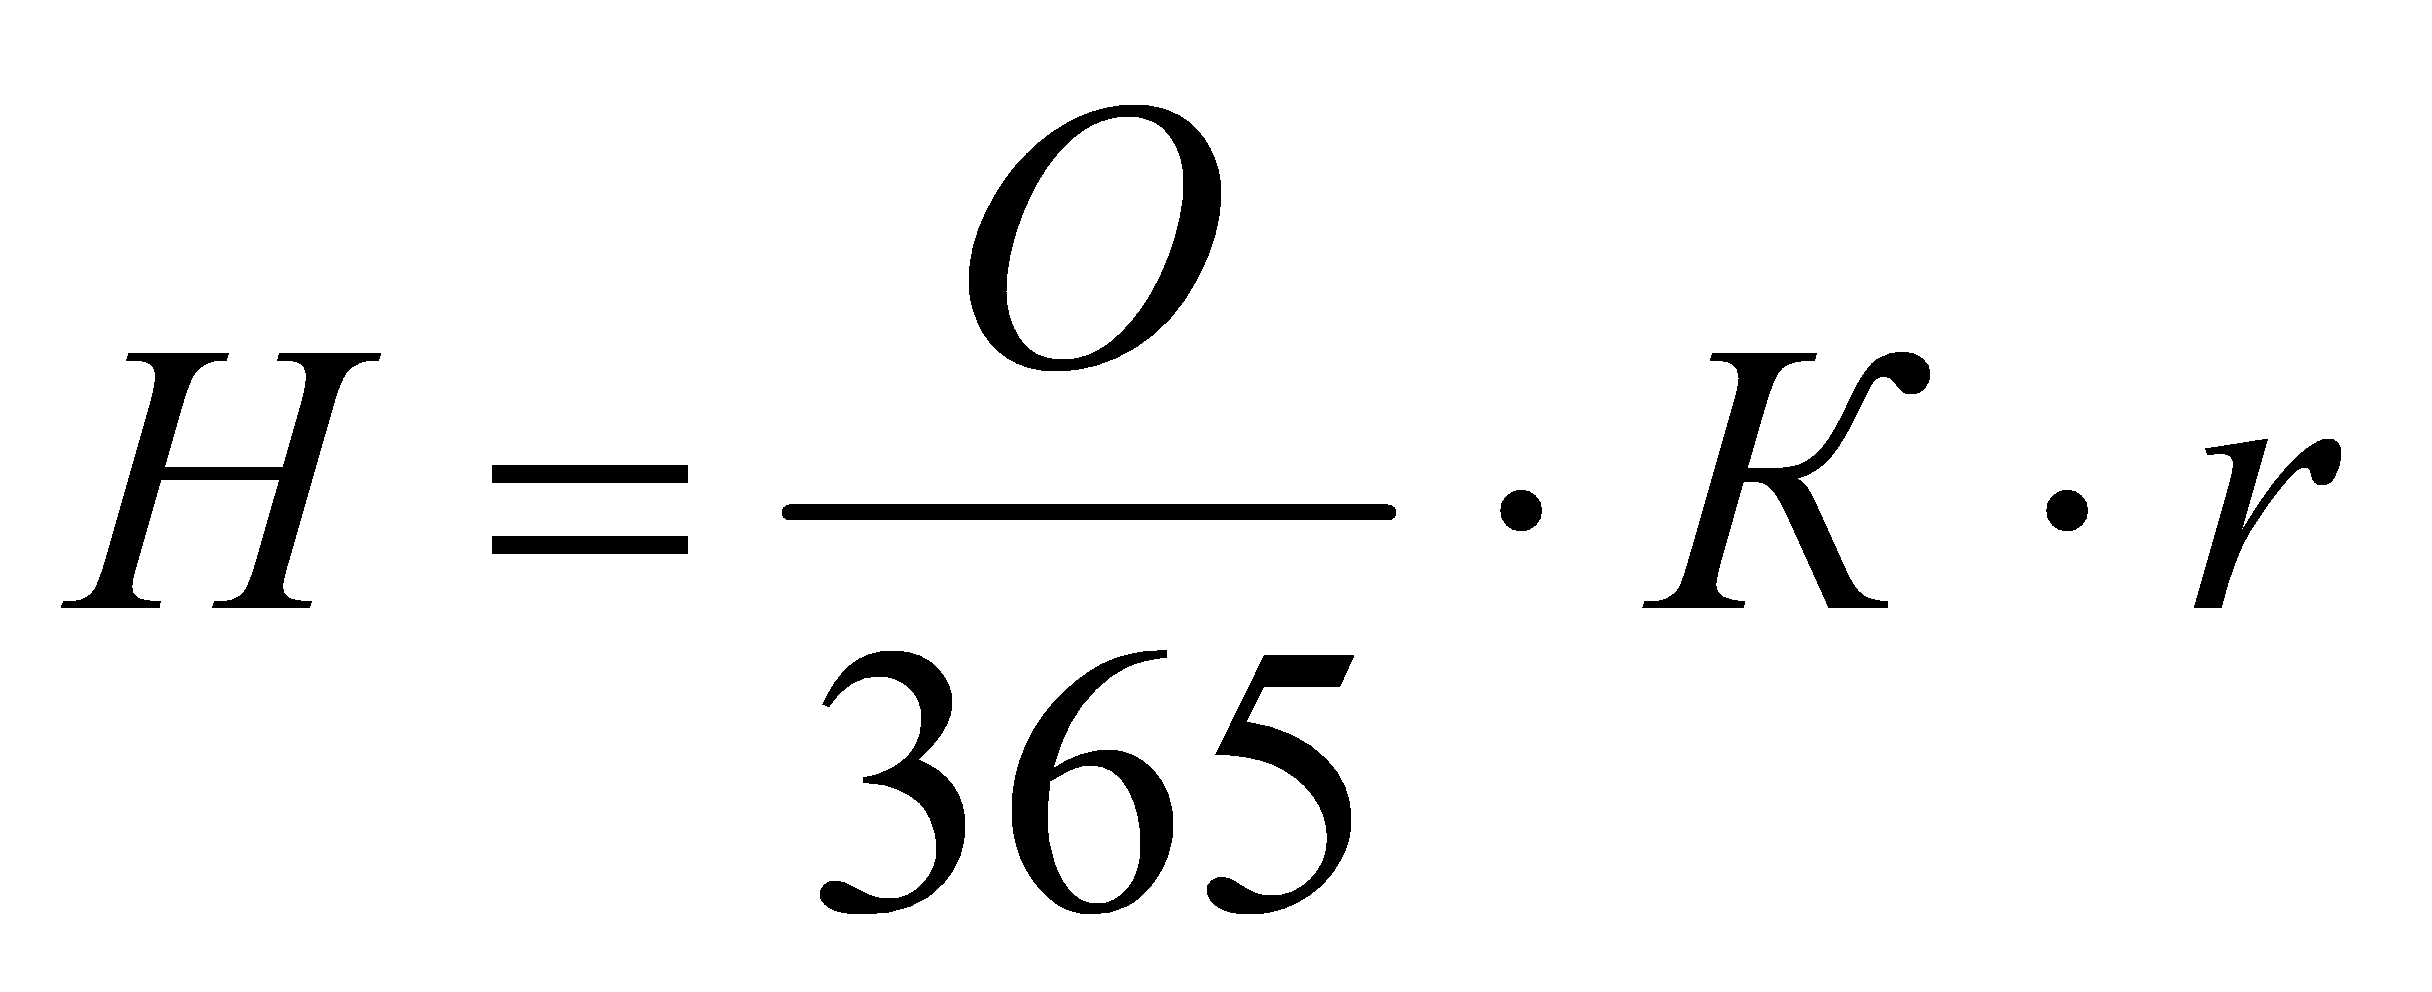 Н = О/365 · К · r